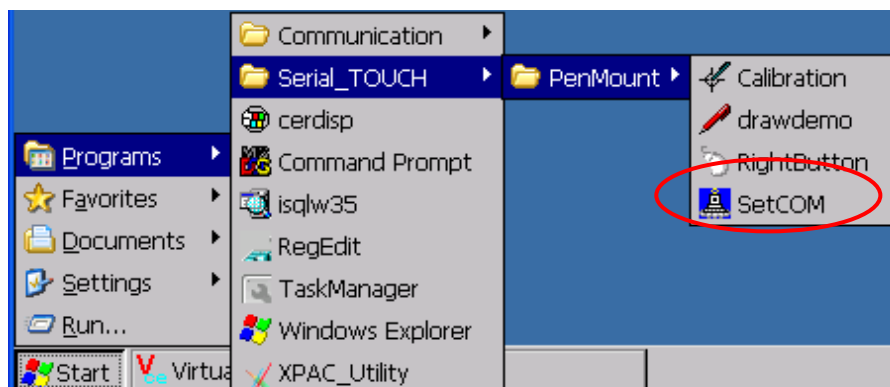 Communication
Serial_TOUCH
cerdisp
Command Prompt
isqlw35
RegEdit
TaskManager
Windows Explorer
XPAC_Utility
PenMount
Calibration
drawdemo
RightButton
SetCOM
Programs
Favorites
Documents
Settings
Run...
Start
Virtua